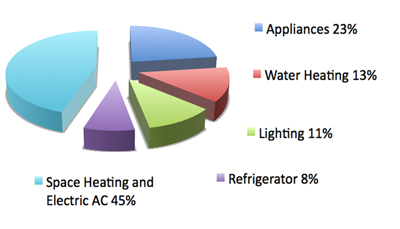 Appliances 23%
Water Heating 13%
Lighting 11%
Refrigerator 8%
Space Heating and
Electric AC 45%